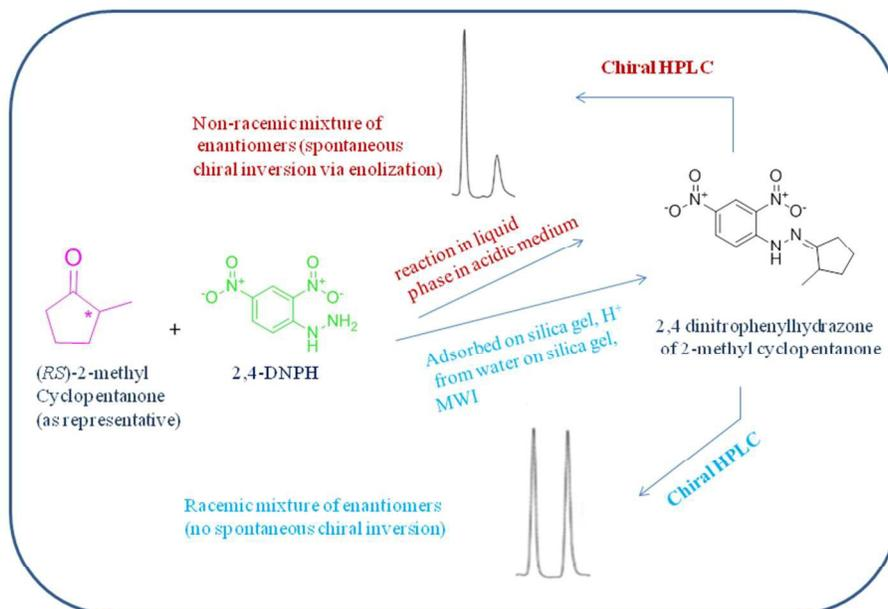 Chiral HPLC
Non-racemic mixture of
enantiomers (spontaneous
chiral inversion via enolization)
reaction in liquid
phase in acidic medium
O
*
+
O
-O
N+
O
N+
O-
N
H
NH2
(RS)-2-methyl
Cyclopentanone
(as representative)
2,4-DNPH
Adsorbed on silica gel, H+
from water on silica gel,
MWI
O
-O
N+
O
N+
O-
N
H
N
2,4 dinitrophenylhydrazone
of 2-methyl cyclopentanone
Racemic mixture of enantiomers
(no spontaneous chiral inversion)
Chiral HPLC